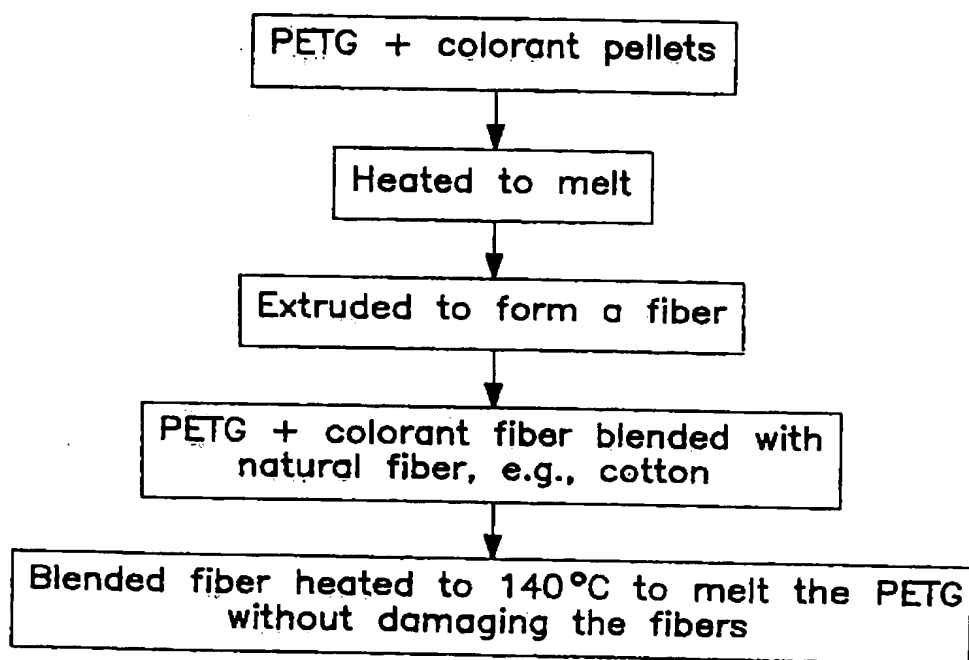 PETG + colorant pellets
Heated to melt
Extruded to form a fiber
PETG + colorant fiber blended with
natural fiber, e.g., cotton
Blended fiber heated to 140°C to melt the PETG
without damaging the fibers